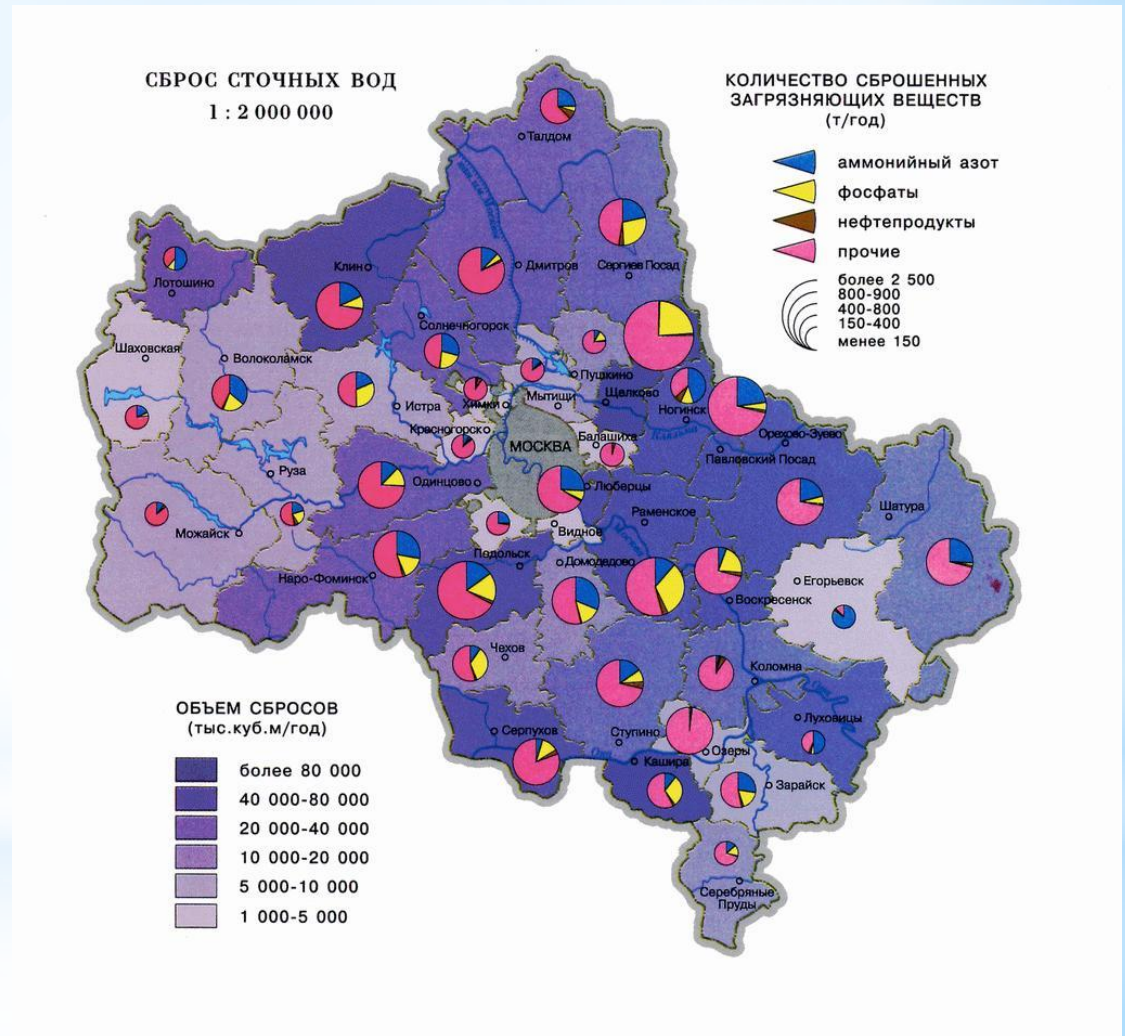 СБРОС СТОЧНЫХ ВОД
1 : 2 000 000
КОЛИЧЕСТВО СБРОШЕННЫХ
ЗАГРЯЗНЯЮЩИХ ВЕЩЕСТВ
(т/год)
аммонийный азот
фосфаты
нефтепродукты
прочие
более 2 500
800-900
400-800
150-400
менее 150
Талдом
Клин
Дмитров
Сергиев Посад
Лотошино
Солнечногорск
Шаховская
Волоколамск
Пушкино
Истра
Химки
Мытищи
Щелково
Ногинск
Красногорск
МОСКВА
Балашиха
Клязьма
Орехово-Зуево
Павловский Посад
Руза
Одинцово
Люберцы
Можайск
Видное
Раменское
Шатура
Москва
Подольск
Домодедово
Наро-Фоминск
Егорьевск
Воскресенск
Чехов
Коломна
Ока
Луховицы
Серпухов
Ступино
Озеры
Ока
Кашира
Зарайск
Серебряные
Пруды
ОБЪЕМ СБРОСОВ
(тыс.куб.м/год)
более 80 000
40 000-80 000
20 000-40 000
10 000-20 000
5 000-10 000
1 000-5 000